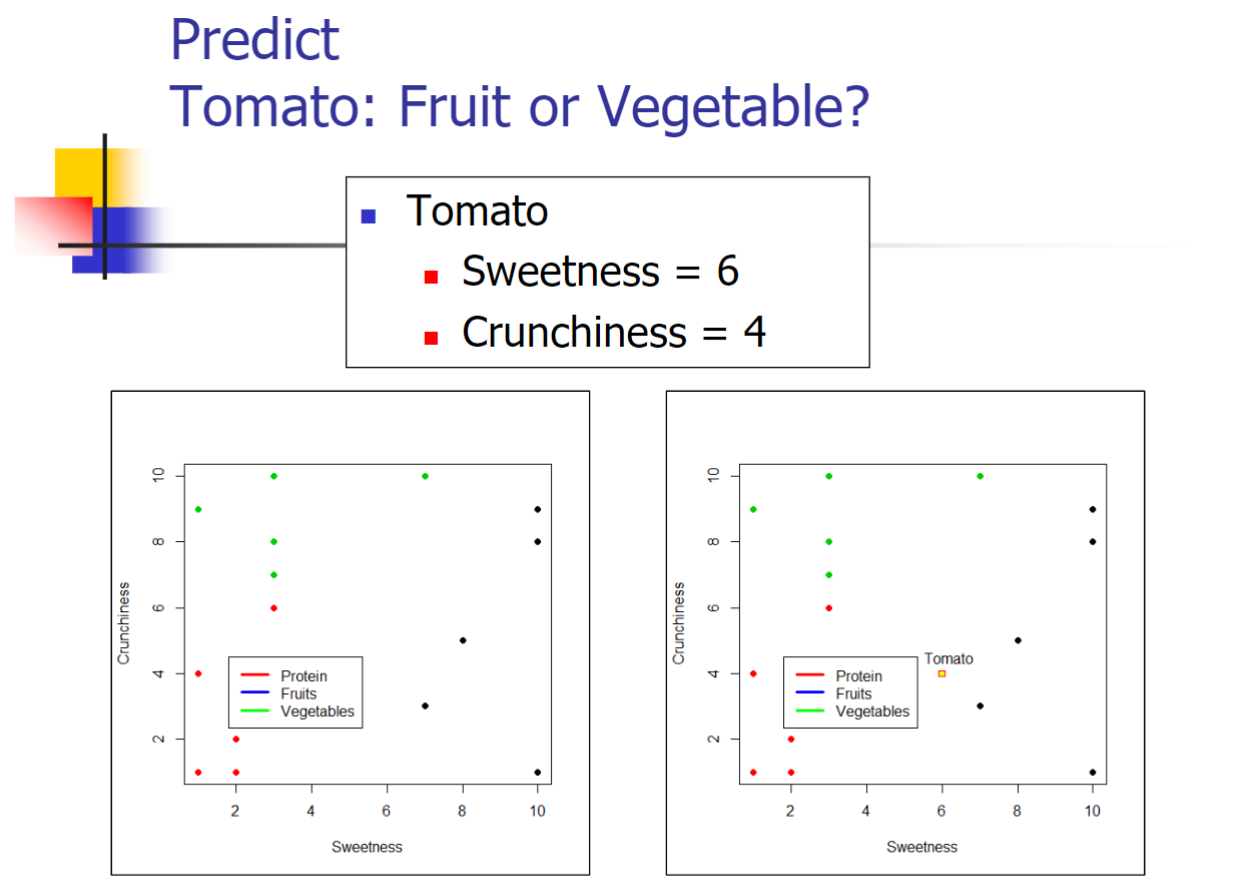 Predict
Tomato: Fruit or Vegetable?
Tomato
Sweetness = 6
Crunchiness = 4
10
8
6
4
2
Crunchiness
Protein
Fruits
Vegetables
2 4 6 8 10
Sweetness
10
8
6
4
2
Crunchiness
Tomato
Protein
Fruits
Vegetables
2 4 6 8 10
Sweetness